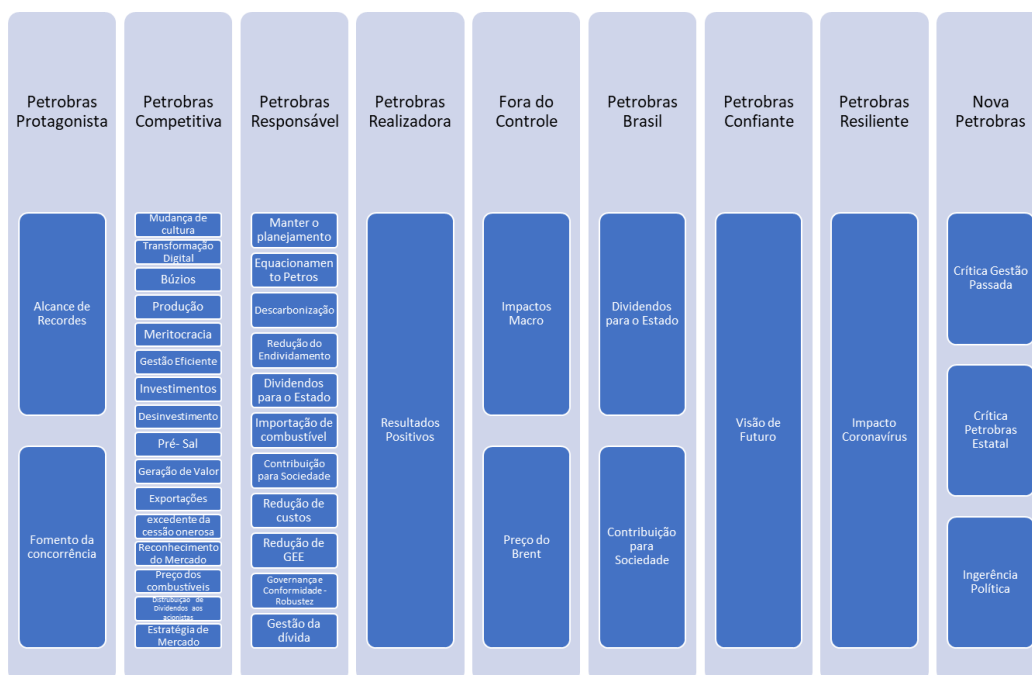 Petrobras
Protagonista
Alcance de
Recordes
Fomento da
concorrência
Petrobras
Competitiva
Mudança de
cultura
Transformação
Digital
Búzios
Produção
Meritocracia
Gestão Eficiente
Investimentos
Desinvestimento
Pré- Sal
Geração de Valor
Exportações
excedente da
cessão onerosa
Reconhecimento
do Mercado
Preço dos
combustíveis
Distrubuição de
Dividendos aos
acionistas
Estratégia de
Mercado
Petrobras
Responsável
Manter o
planejamento
Equacionamen
to Petros
Descarbonização
Redução do
Endividamento
Dividendos
para o Estado
Importação de
combustível
Contribuição
para Sociedade
Redução de
custos
Redução de
GEE
Governança e
Conformidade -
Robustez
Gestão da
dívida
Petrobras
Realizadora
Resultados
Positivos
Fora do
Controle
Impactos
Macro
Preço do
Brent
Petrobras
Brasil
Dividendos
para o Estado
Contribuição
para
Sociedade
Petrobras
Confiante
Visão de
Futuro
Petrobras
Resiliente
Impacto
Coronavírus
Nova
Petrobras
Crítica Gestão
Passada
Crítica
Petrobras
Estatal
Ingerência
Política